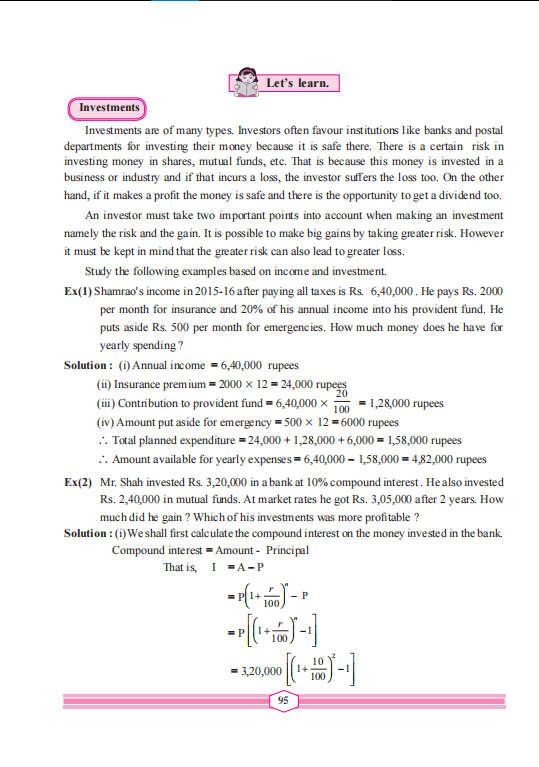 Let's learn.
Investments
Investments are of many types. Investors often favour institutions like banks and postal
departments for investing their money because it is safe there. There is a certain risk in
investing money in shares, mutual funds, etc. That is because this money is invested in a
business or industry and if that incurs a loss, the investor suffers the loss too. On the other
hand, if it makes a profit the money is safe and there is the opportunity to get a dividend too.
An investor must take two important points into account when making an investment
namely the risk and the gain. It is possible to make big gains by taking greater risk. However
it must be kept in mind that the greater risk can also lead to greater loss.
Study the following examples based on income and investment.
Ex(1) Shamrao's income in 2015-16 after paying all taxes is Rs. 6,40,000. He pays Rs. 2000
per month for insurance and 20% of his annual income into his provident fund. He
puts aside Rs. 500 per month for emergencies. How much money does he have for
yearly spending ?
Solution : (i) Annual income = 6,40,000 rupees
(ii) Insurance premium = 2000 × 12 = 24,000 rupees
(iii) Contribution to provident fund = 6,40,000 × 20/100 = 1,28,000 rupees
(iv) Amount put aside for emergency = 500 × 12 = 6000 rupees
∴ Total planned expenditure = 24,000 + 1,28,000 + 6,000 = 1,58,000 rupees
∴ Amount available for yearly expenses = 6,40,000 − 1,58,000 = 4,82,000 rupees
Ex(2) Mr. Shah invested Rs. 3,20,000 in a bank at 10% compound interest. He also invested
Rs. 2,40,000 in mutual funds. At market rates he got Rs. 3,05,000 after 2 years. How
much did he gain ? Which of his investments was more profitable ?
Solution : (i) We shall first calculate the compound interest on the money invested in the bank.
Compound interest = Amount - Principal
That is, I = A − P
= P(1+r/100)^n − P
= P[(1+r/100)^n −1]
= 3,20,000 [(1+10/100)^2 −1]
95